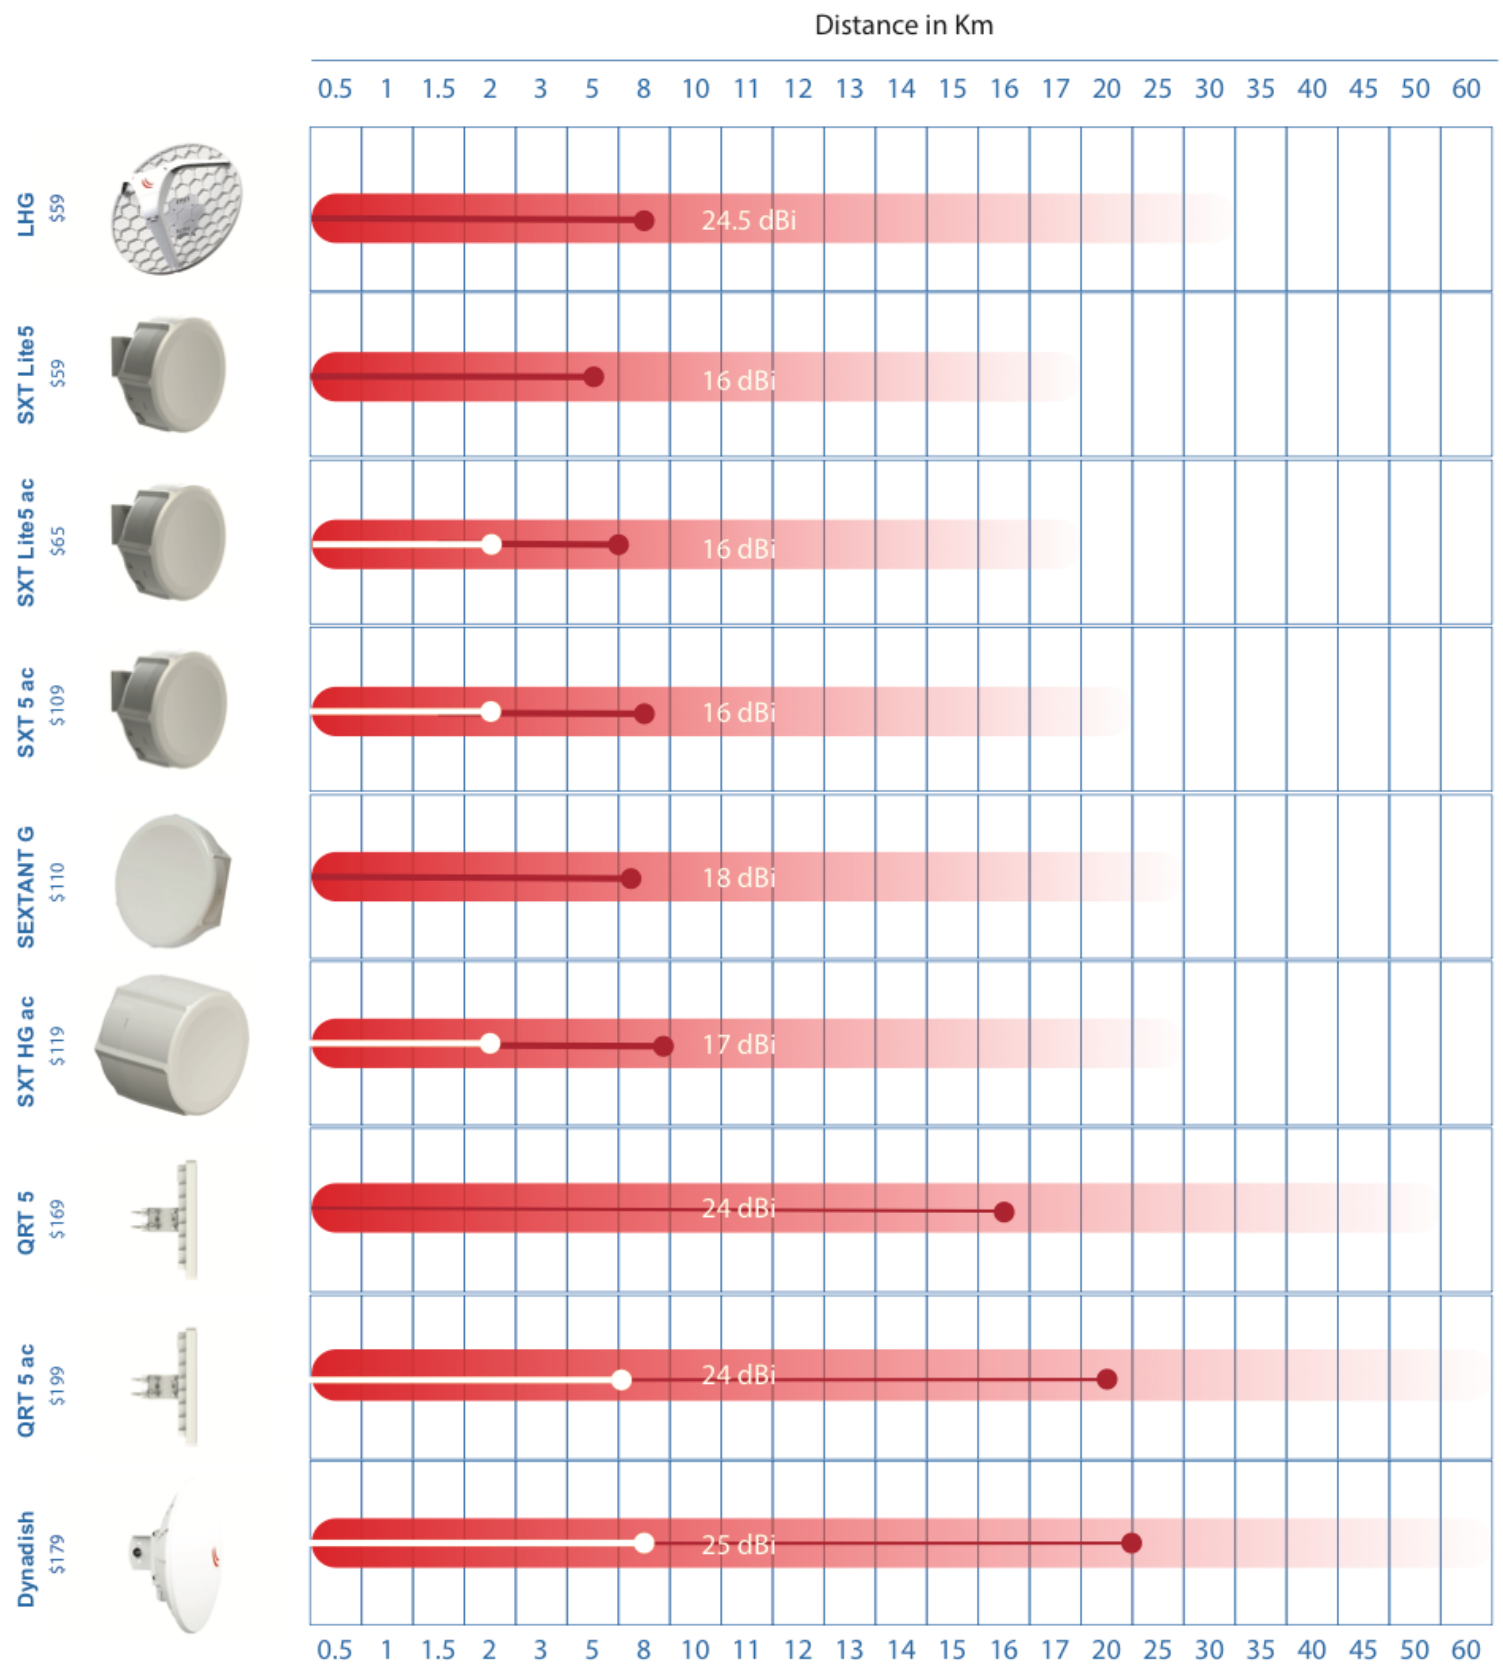 Distance in Km
0.5 1 1.5 2 3 5 8 10 11 12 13 14 15 16 17 20 25 30 35 40 45 50 60
LHG
$59
24.5 dBi
SXT Lite5
$59
16 dBi
SXT Lite5 ac
$65
16 dBi
SXT 5 ac
$109
16 dBi
SEXTANT G
$110
18 dBi
SXT HG ac
$119
17 dBi
QRT 5
$169
24 dBi
QRT 5 ac
$199
24 dBi
Dynadish
$179
25 dBi
0.5 1 1.5 2 3 5 8 10 11 12 13 14 15 16 17 20 25 30 35 40 45 50 60